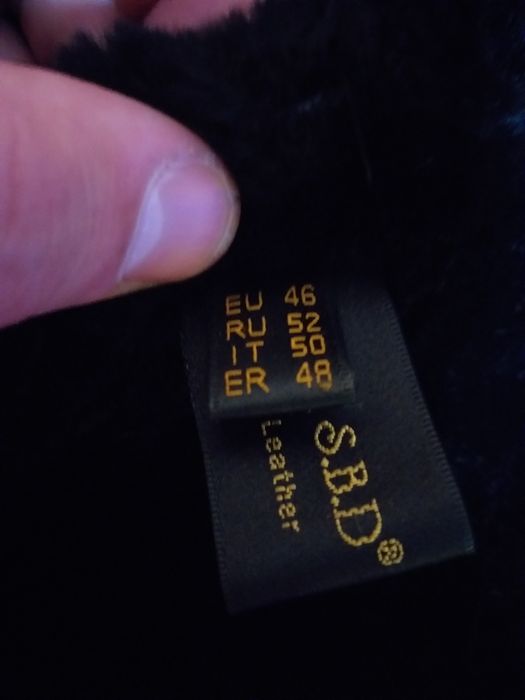 EU 46
RU 52
IT 50
ER 48
S.B.D®
Leather